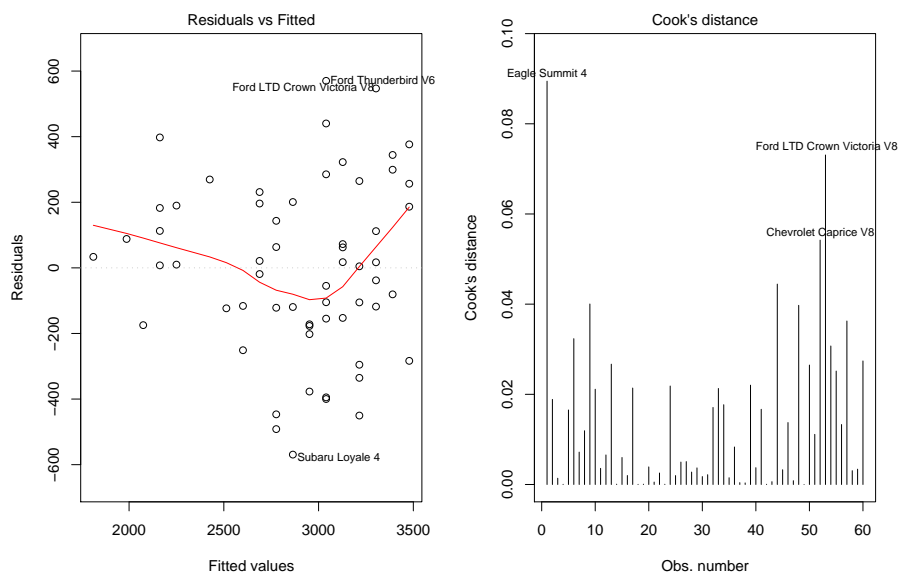 Residuals vs Fitted
Residuals
600
400
200
0
−200
−400
−600
Ford Thunderbird V6
Ford LTD Crown Victoria V8
Subaru Loyale 4
2000
2500
3000
3500
Fitted values
Cook's distance
Cook's distance
0.10
0.08
0.06
0.04
0.02
0.00
Eagle Summit 4
Ford LTD Crown Victoria V8
Chevrolet Caprice V8
0
10
20
30
40
50
60
Obs. number